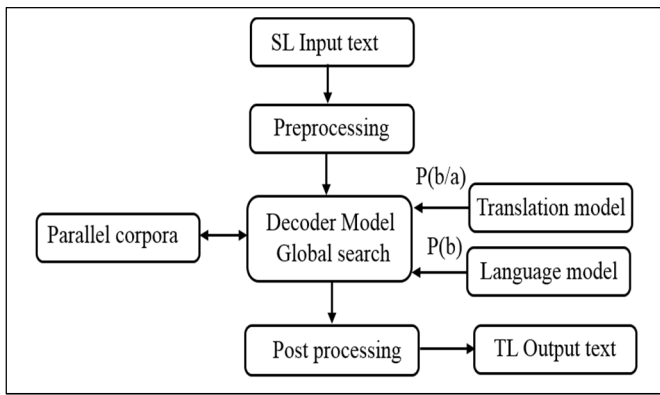 SL Input text
Preprocessing
P(b/a)
Translation model
Decoder Model
Global search
Parallel corpora
P(b)
Language model
Post processing
TL Output text